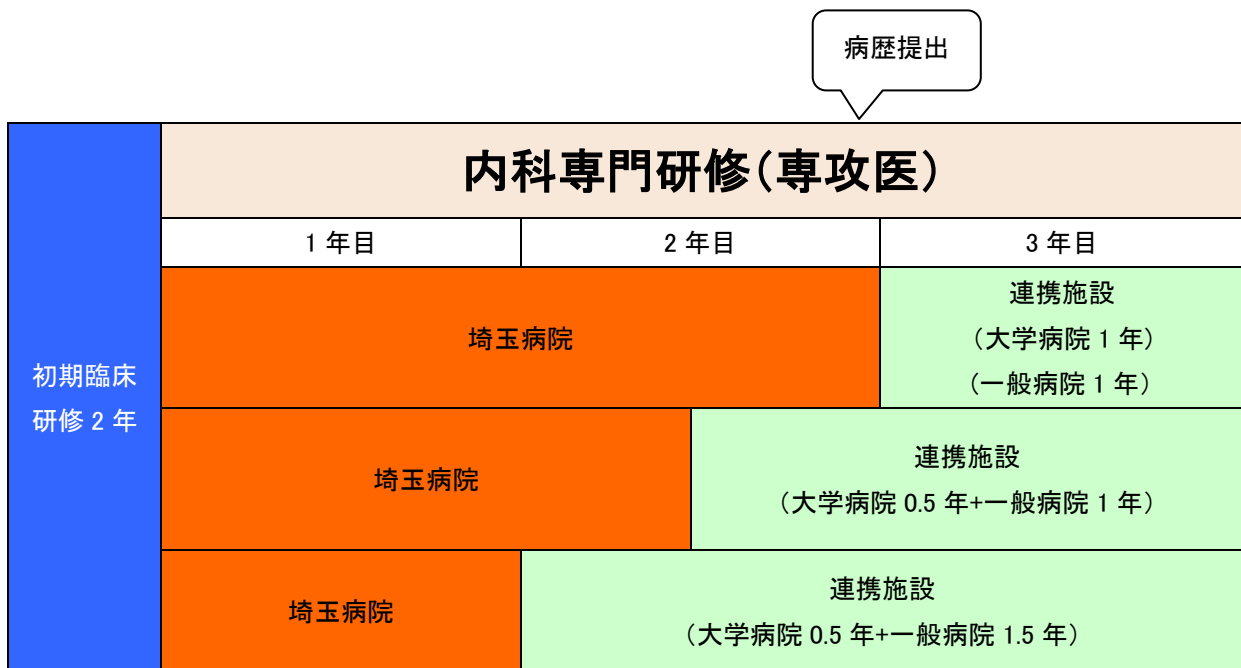 病歴提出
内科専門研修（専攻医）
1 年目
2 年目
3 年目
初期臨床
研修 2 年
埼玉病院
連携施設
（大学病院 1 年）
（一般病院 1 年）
埼玉病院
連携施設
（大学病院 0.5 年+一般病院 1 年）
埼玉病院
連携施設
（大学病院 0.5 年+一般病院 1.5 年）